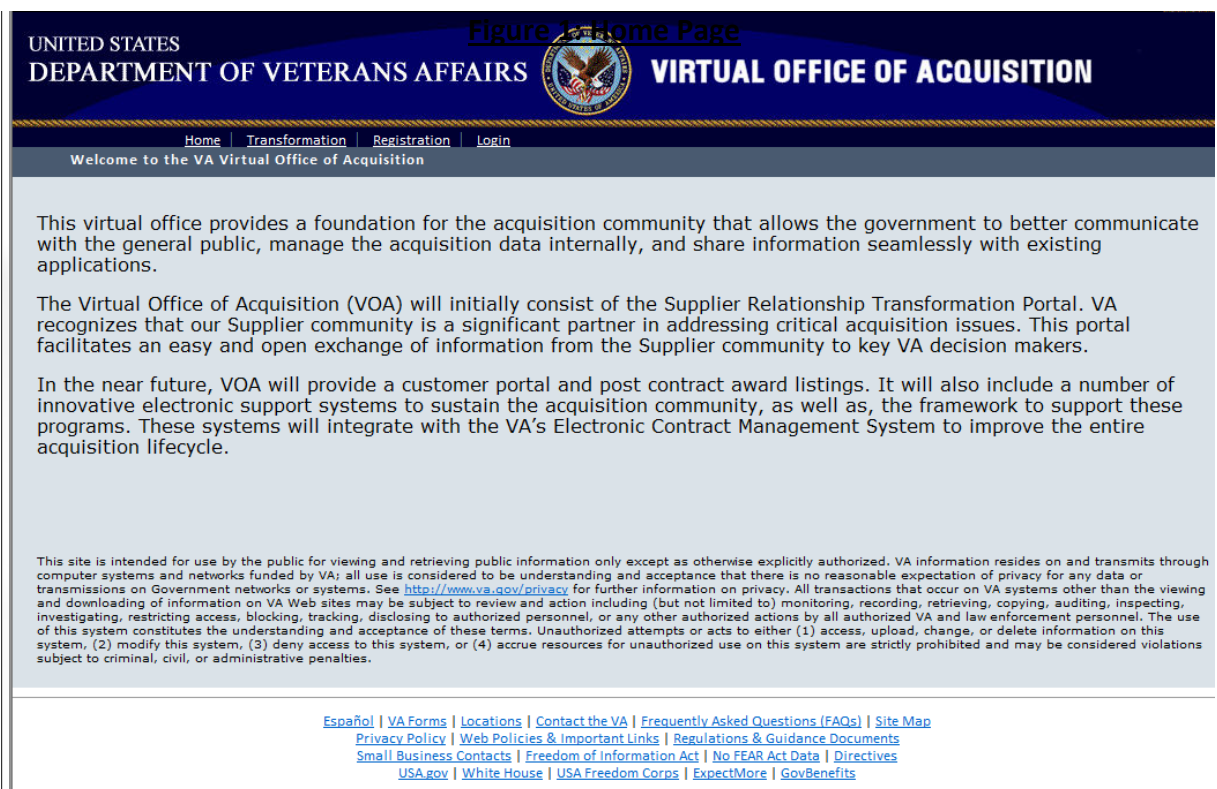 Figure 1: Home Page
UNITED STATES
DEPARTMENT OF VETERANS AFFAIRS
VIRTUAL OFFICE OF ACQUISITION
Home | Transformation | Registration | Login
Welcome to the VA Virtual Office of Acquisition
This virtual office provides a foundation for the acquisition community that allows the government to better communicate
with the general public, manage the acquisition data internally, and share information seamlessly with existing
applications.
The Virtual Office of Acquisition (VOA) will initially consist of the Supplier Relationship Transformation Portal. VA
recognizes that our Supplier community is a significant partner in addressing critical acquisition issues. This portal
facilitates an easy and open exchange of information from the Supplier community to key VA decision makers.
In the near future, VOA will provide a customer portal and post contract award listings. It will also include a number of
innovative electronic support systems to sustain the acquisition community, as well as, the framework to support these
programs. These systems will integrate with the VA's Electronic Contract Management System to improve the entire
acquisition lifecycle.
This site is intended for use by the public for viewing and retrieving public information only except as otherwise explicitly authorized. VA information resides on and transmits through
computer systems and networks funded by VA; all use is considered to be understanding and acceptance that there is no reasonable expectation of privacy for any data or
transmissions on Government networks or systems. See http://www.va.gov/privacy for further information on privacy. All transactions that occur on VA systems other than the viewing
and downloading of information on VA Web sites may be subject to review and action including (but not limited to) monitoring, recording, retrieving, copying, auditing, inspecting,
investigating, restricting access, blocking, tracking, disclosing to authorized personnel, or any other authorized actions by all authorized VA and law enforcement personnel. The use
of this system constitutes the understanding and acceptance of these terms. Unauthorized attempts or acts to either (1) access, upload, change, or delete information on this
system, (2) modify this system, (3) deny access to this system, or (4) accrue resources for unauthorized use on this system are strictly prohibited and may be considered violations
subject to criminal, civil, or administrative penalties.
Español | VA Forms | Locations | Contact the VA | Frequently Asked Questions (FAQs) | Site Map
Privacy Policy | Web Policies & Important Links | Regulations & Guidance Documents
Small Business Contacts | Freedom of Information Act | No FEAR Act Data | Directives
USA.gov | White House | USA Freedom Corps | ExpectMore | GovBenefits